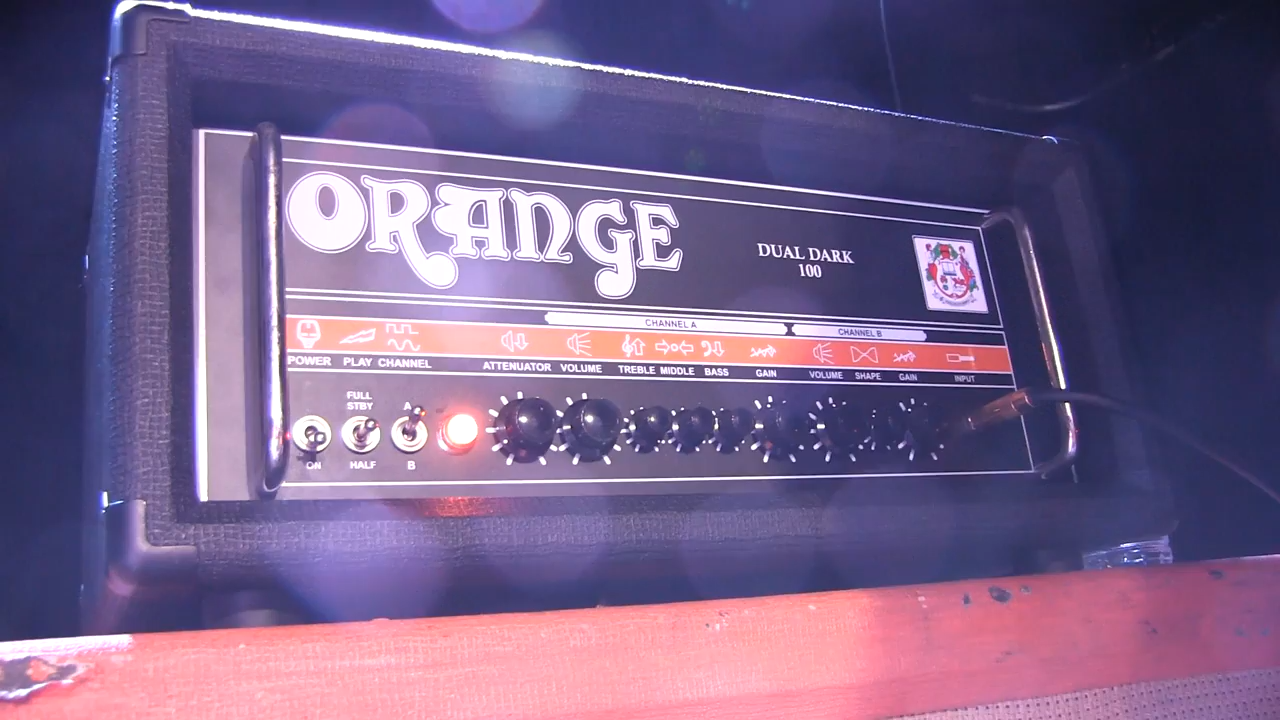 ORANGE
DUAL DARK
100
CHANNEL A
CHANNEL B
POWER PLAY CHANNEL ATTENUATOR VOLUME TREBLE MIDDLE BASS GAIN VOLUME SHAPE GAIN INPUT
FULL
STBY
A
ON HALF B